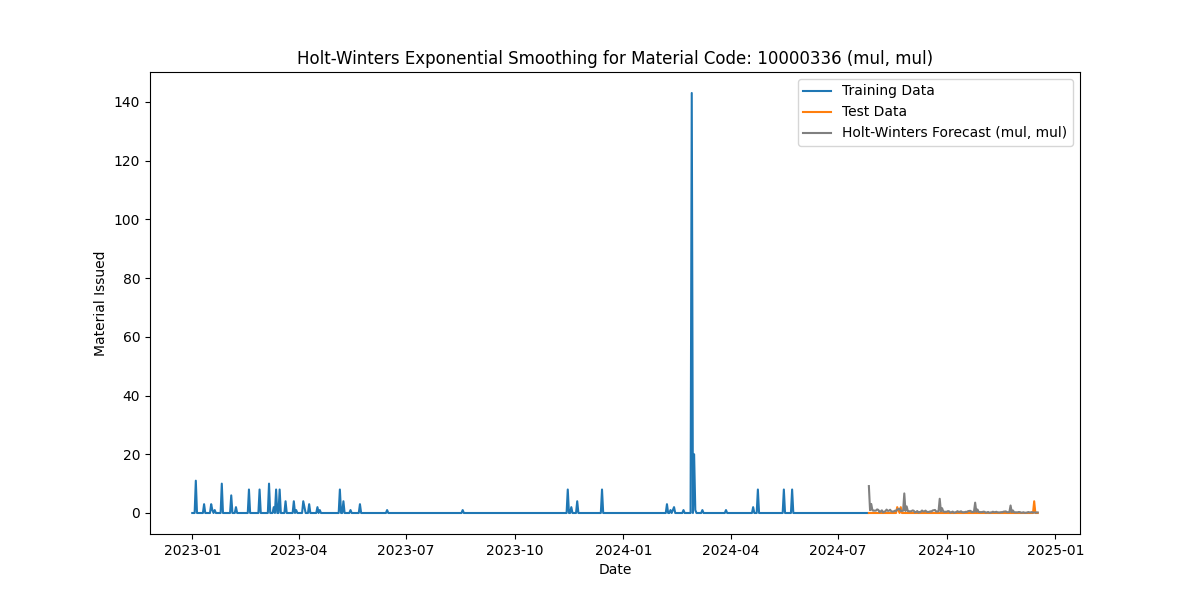 Holt-Winters Exponential Smoothing for Material Code: 10000336 (mul, mul)
Training Data
Test Data
Holt-Winters Forecast (mul, mul)
Material Issued
140
120
100
80
60
40
20
0
2023-01
2023-04
2023-07
2023-10
2024-01
2024-04
2024-07
2024-10
2025-01
Date